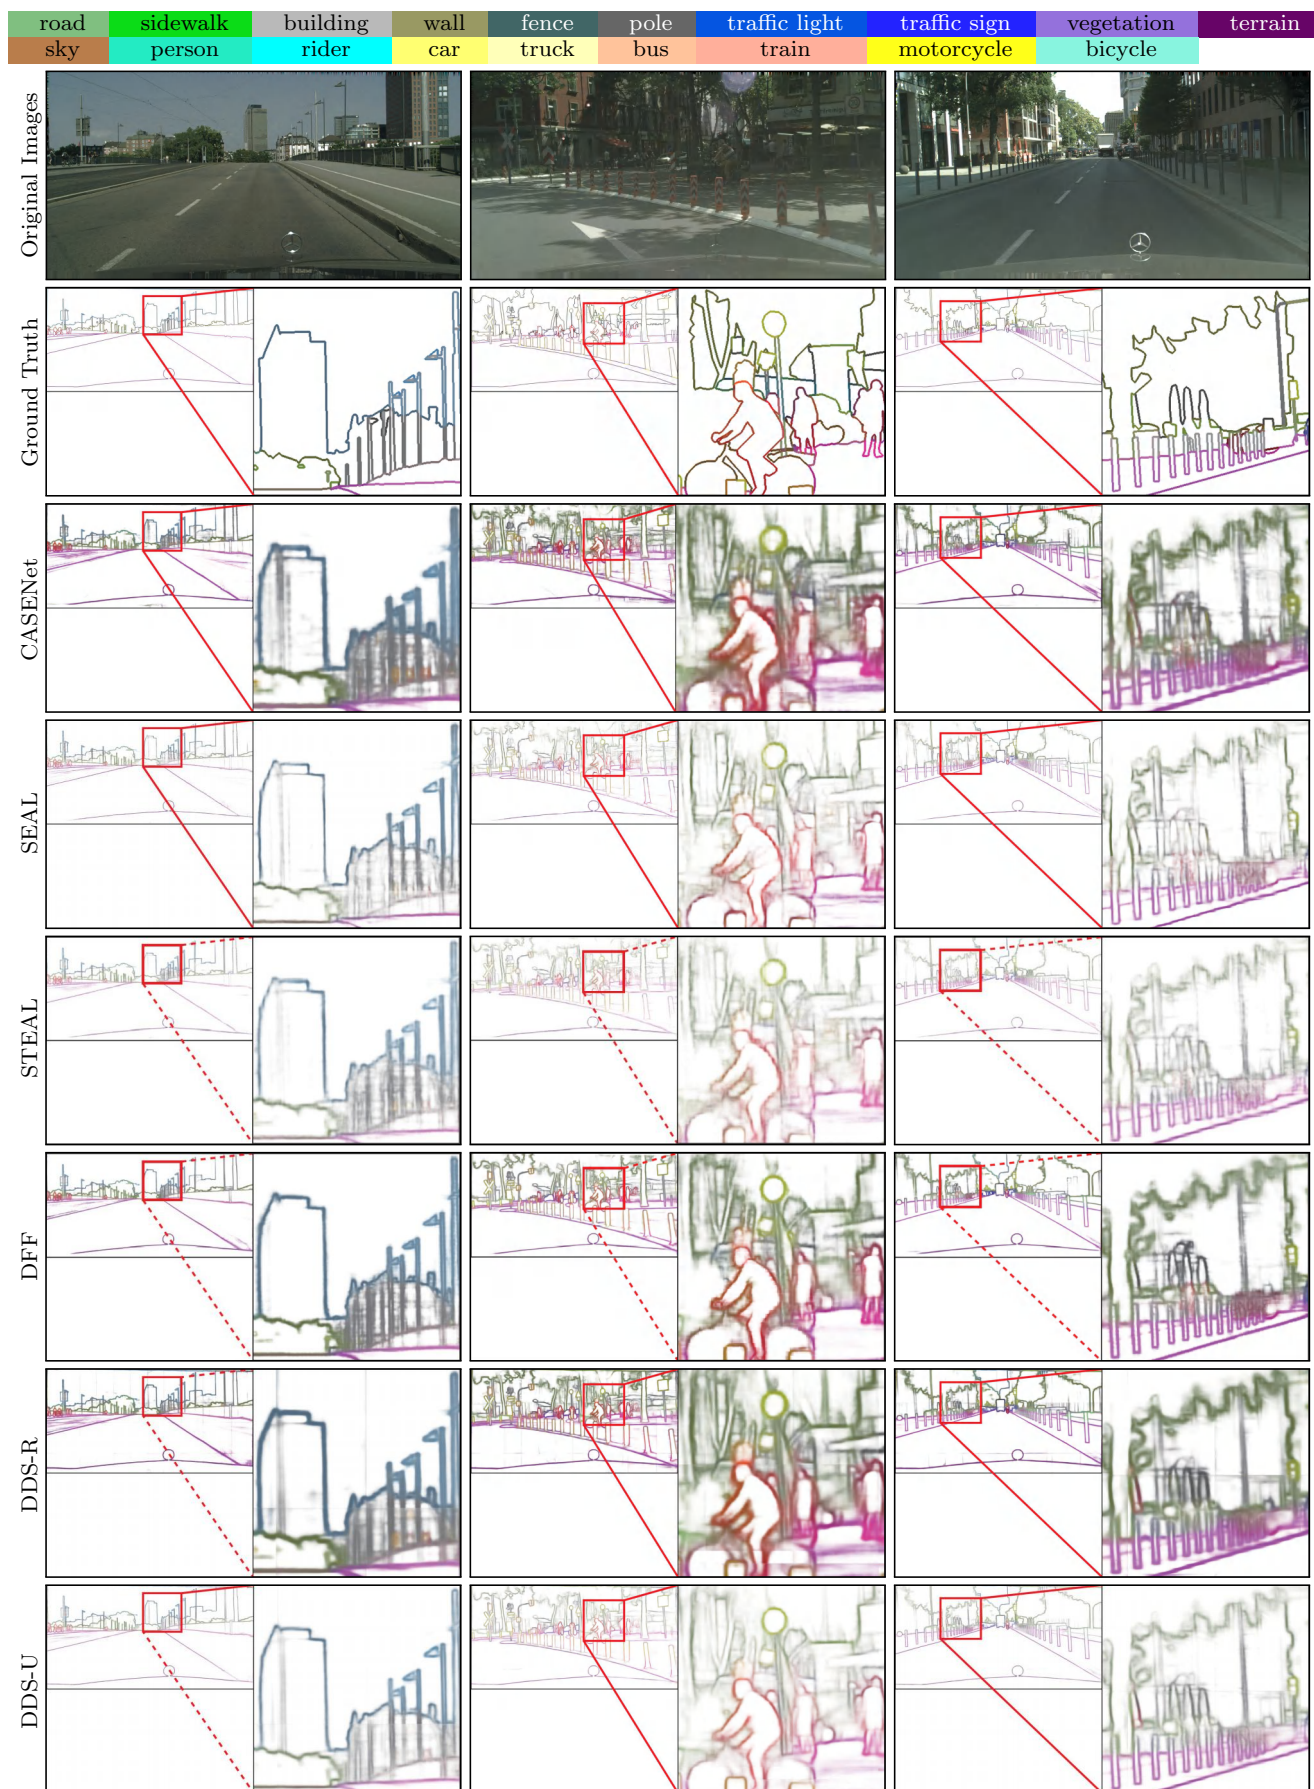 road sidewalk building wall fence pole traffic light traffic sign vegetation terrain
sky person rider car truck bus train motorcycle bicycle
Original Images
Ground Truth
CASENet
SEAL
STEAL
DFF
DDS-R
DDS-U